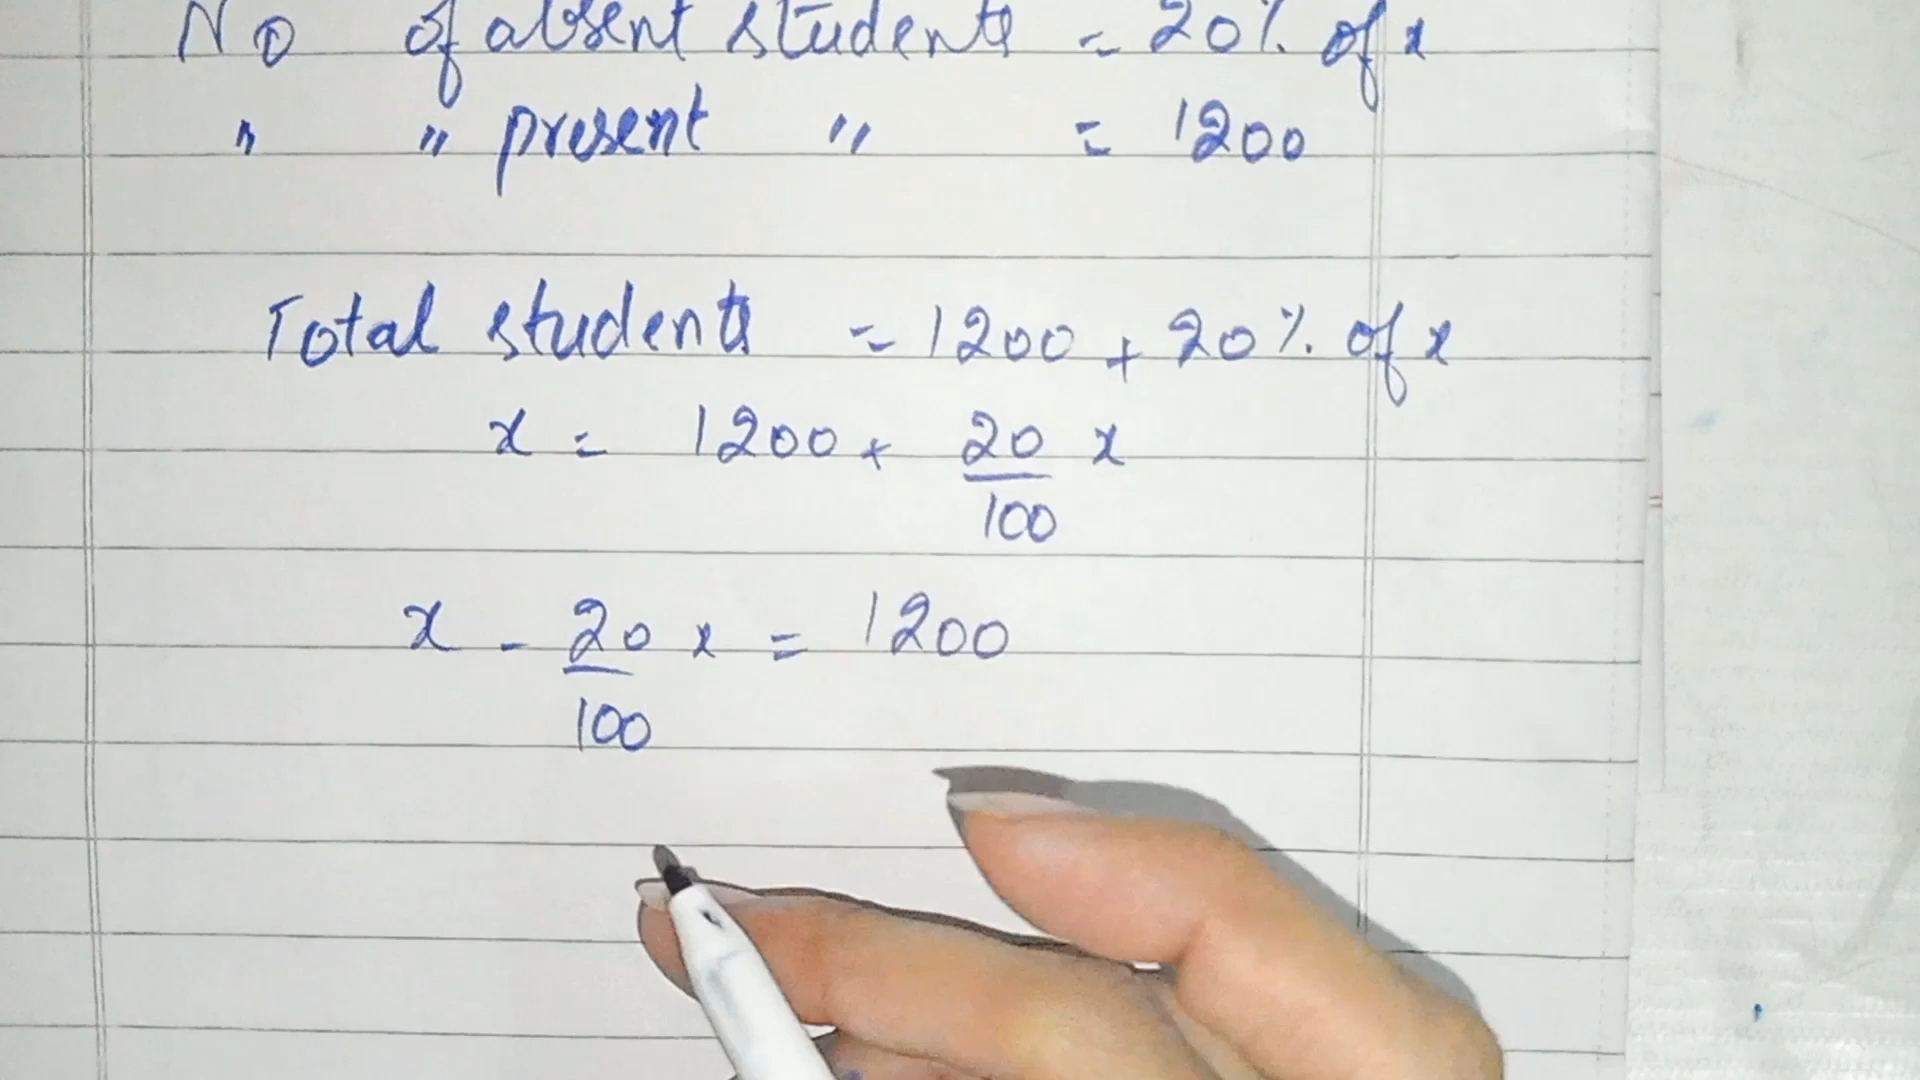 No of absent students = 20% of x
" " present " = 1200
Total students = 1200 + 20% of x
x = 1200 + 20/100 x
x - 20/100 x = 1200